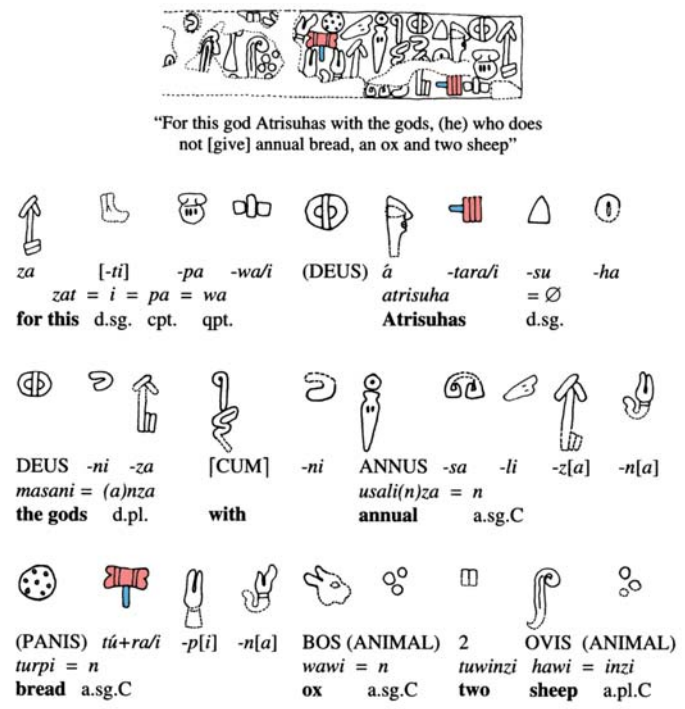 “For this god Atrisuhas with the gods, (he) who does
not [give] annual bread, an ox and two sheep”
za [-ti] -pa -wa/i (DEUS) á -tara/i -su -ha
zat = i = pa = wa atrisuha = Ø
for this d.sg. cpt. qpt. Atrisuhas d.sg.
DEUS -ni -za ⌈CUM⌉ -ni ANNUS -sa -li -z[a] -n[a]
masani = (a)nza usali(n)za = n
the gods d.pl. with annual a.sg.C
(PANIS) tú+ra/i -p[i] -n[a] BOS (ANIMAL) 2 OVIS (ANIMAL)
turpi = n wawi = n tuwinzi hawi = inzi
bread a.sg.C ox a.sg.C two sheep a.pl.C